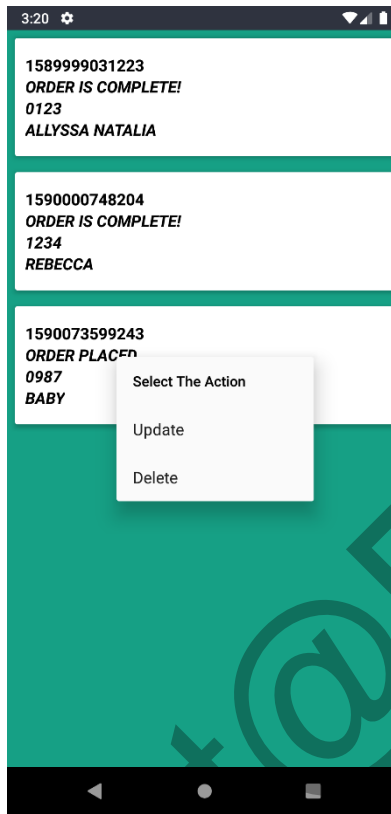 3:20
1589999031223
ORDER IS COMPLETE!
0123
ALLYSSA NATALIA
1590000748204
ORDER IS COMPLETE!
1234
REBECCA
1590073599243
ORDER PLACED
0987
BABY
Select The Action
Update
Delete
t@